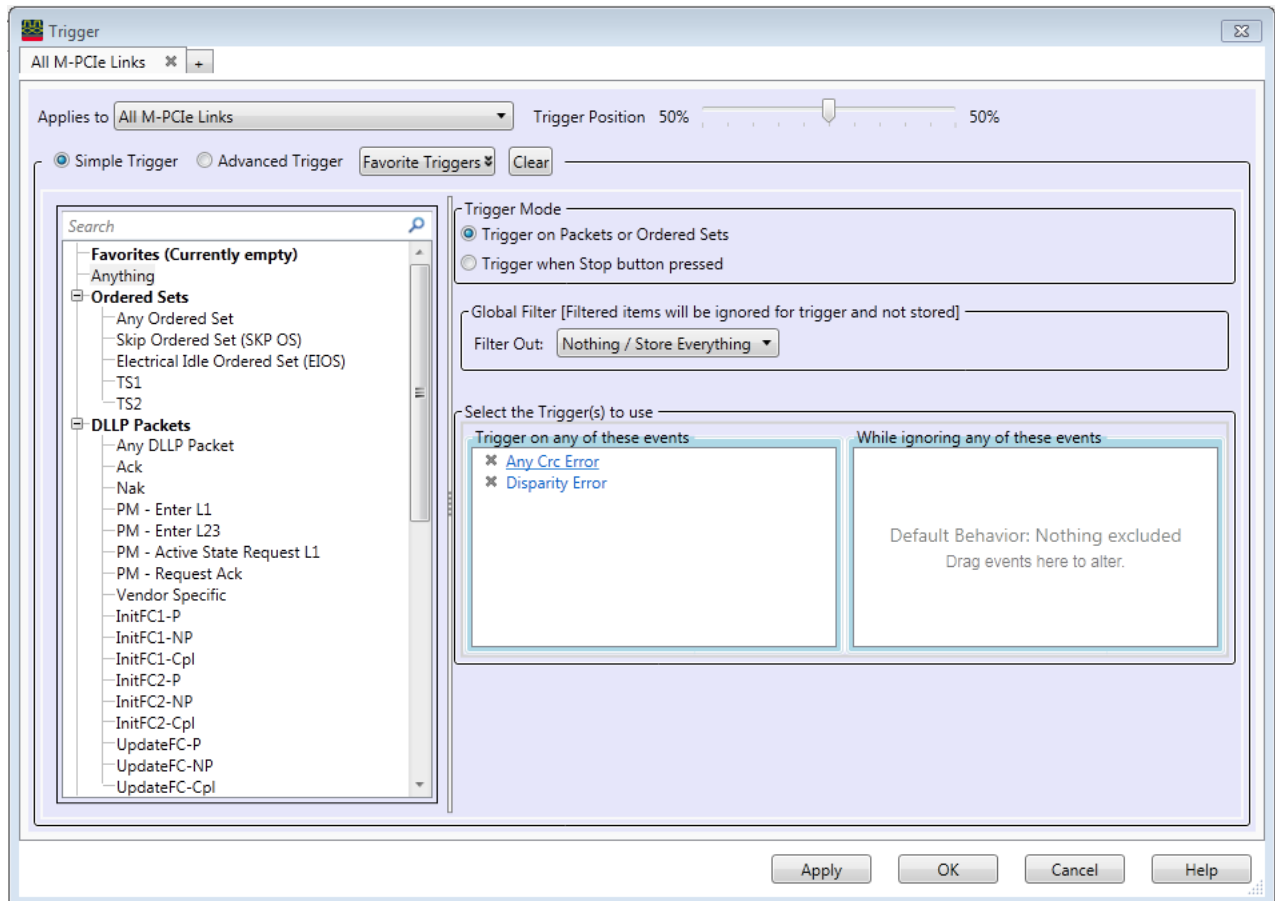 Trigger
All M-PCIe Links
+
Applies to All M-PCIe Links Trigger Position 50% 50%
Simple Trigger Advanced Trigger Favorite Triggers Clear
Search
Favorites (Currently empty)
Anything
Ordered Sets
Any Ordered Set
Skip Ordered Set (SKP OS)
Electrical Idle Ordered Set (EIOS)
TS1
TS2
DLLP Packets
Any DLLP Packet
Ack
Nak
PM - Enter L1
PM - Enter L23
PM - Active State Request L1
PM - Request Ack
Vendor Specific
InitFC1-P
InitFC1-NP
InitFC1-Cpl
InitFC2-P
InitFC2-NP
InitFC2-Cpl
UpdateFC-P
UpdateFC-NP
UpdateFC-Cpl
Trigger Mode
Trigger on Packets or Ordered Sets
Trigger when Stop button pressed
Global Filter [Filtered items will be ignored for trigger and not stored]
Filter Out: Nothing / Store Everything
Select the Trigger(s) to use
Trigger on any of these events
Any Crc Error
Disparity Error
While ignoring any of these events
Default Behavior: Nothing excluded
Drag events here to alter.
Apply OK Cancel Help